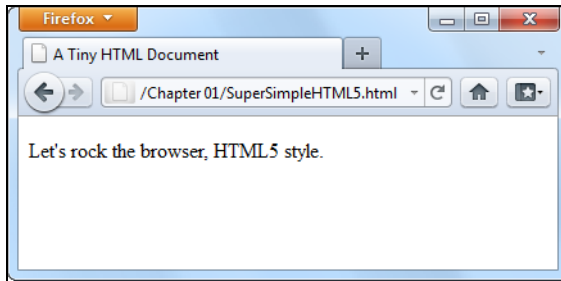 Firefox
A Tiny HTML Document
/Chapter 01/SuperSimpleHTML5.html
Let's rock the browser, HTML5 style.